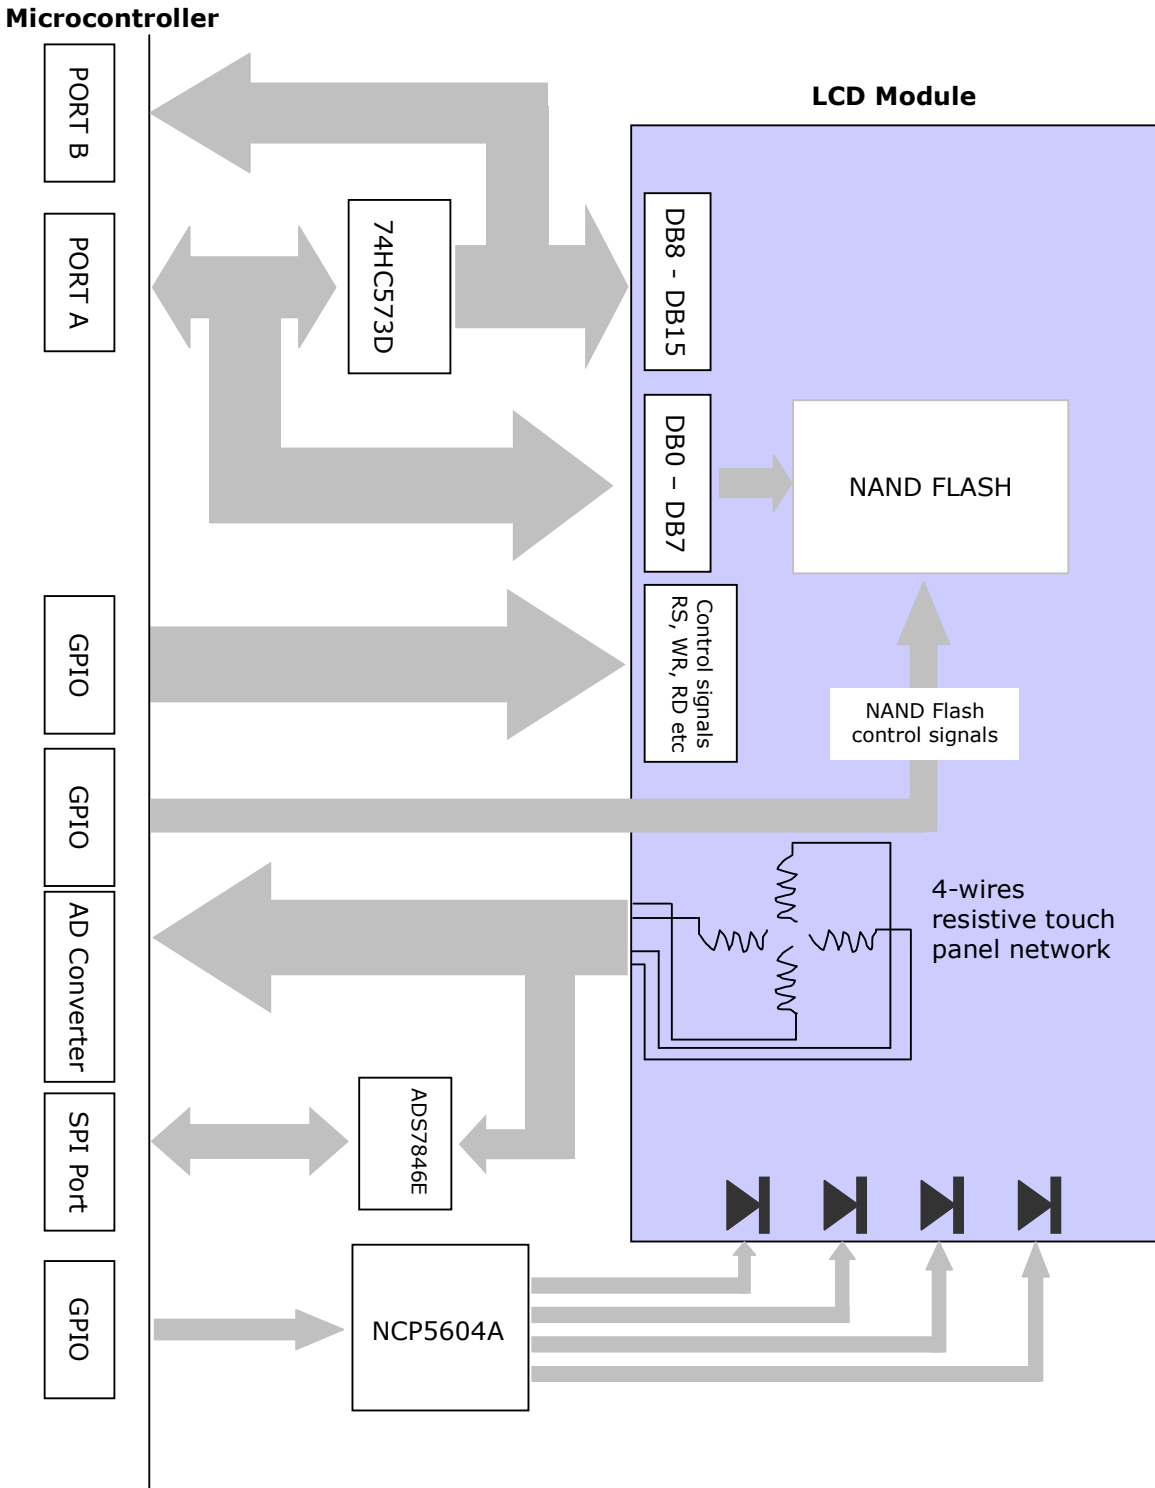 Microcontroller
PORT B
LCD Module
PORT A
74HC573D
DB8 - DB15
DB0 – DB7
NAND FLASH
GPIO
Control signals
RS, WR, RD etc
NAND Flash
control signals
GPIO
AD Converter
4-wires
resistive touch
panel network
SPI Port
ADS7846E
GPIO
NCP5604A